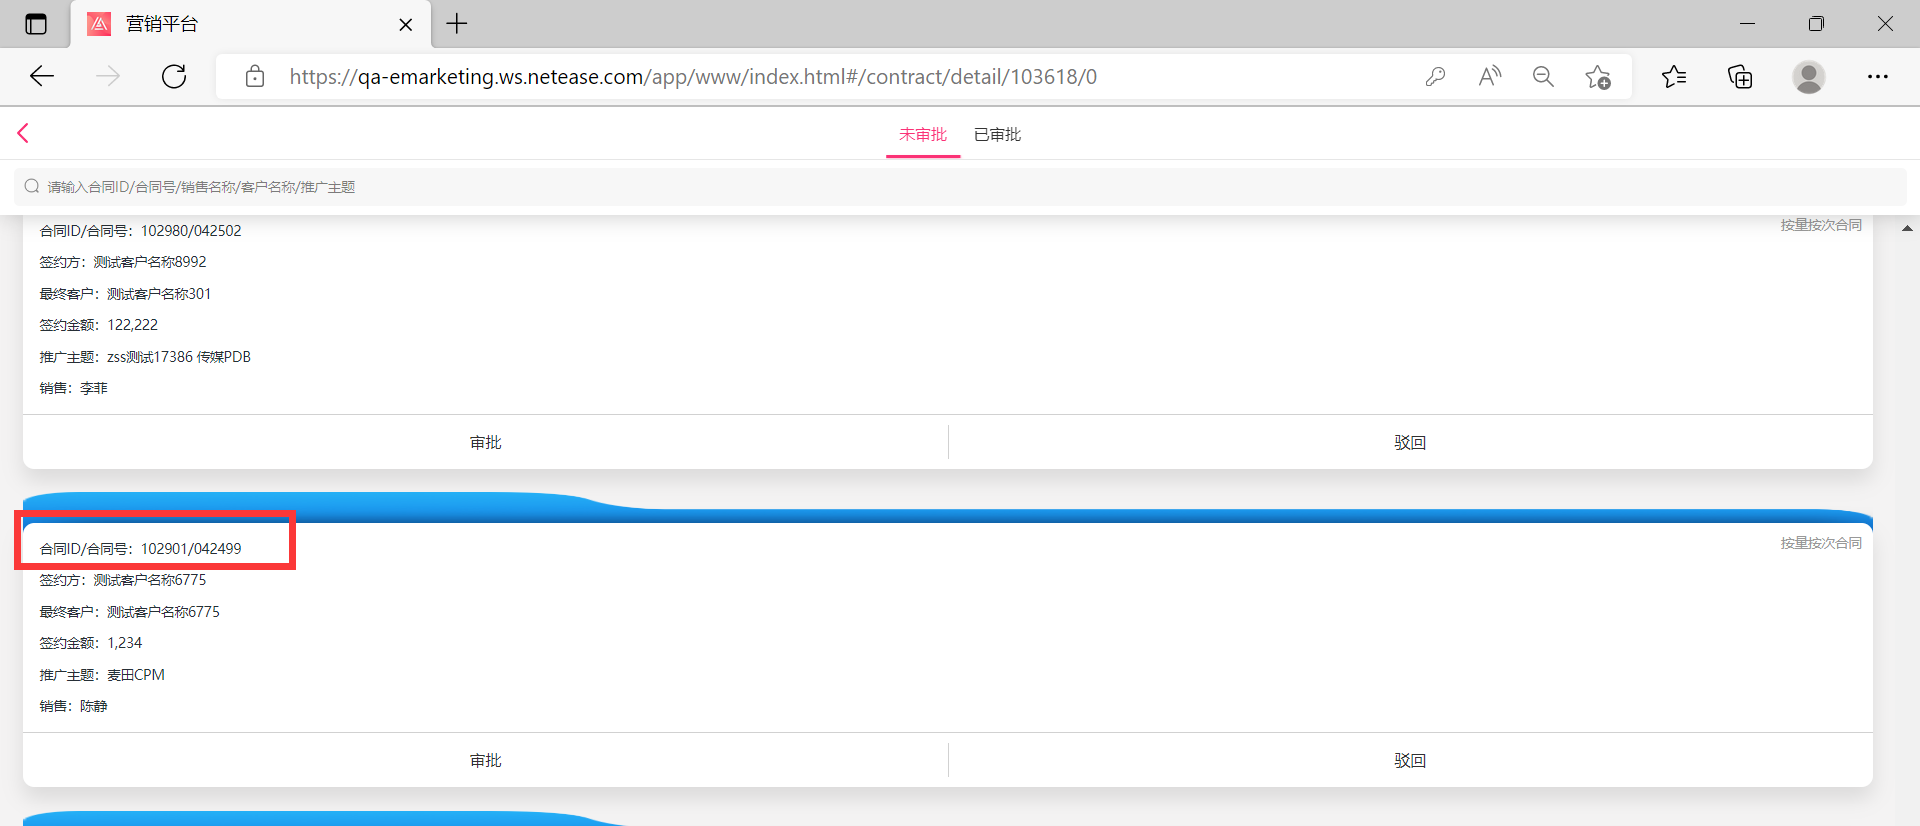 营销平台
https://qa-emarketing.ws.netease.com/app/www/index.html#/contract/detail/103618/0
未审批 已审批
请输入合同ID/合同号/销售名称/客户名称/推广主题
合同ID/合同号：102980/042502
按量按次合同
签约方：测试客户名称8992
最终客户：测试客户名称301
签约金额：122,222
推广主题：zss测试17386 传媒PDB
销售：李菲
审批 驳回
合同ID/合同号：102901/042499
按量按次合同
签约方：测试客户名称6775
最终客户：测试客户名称6775
签约金额：1,234
推广主题：麦田CPM
销售：陈静
审批 驳回